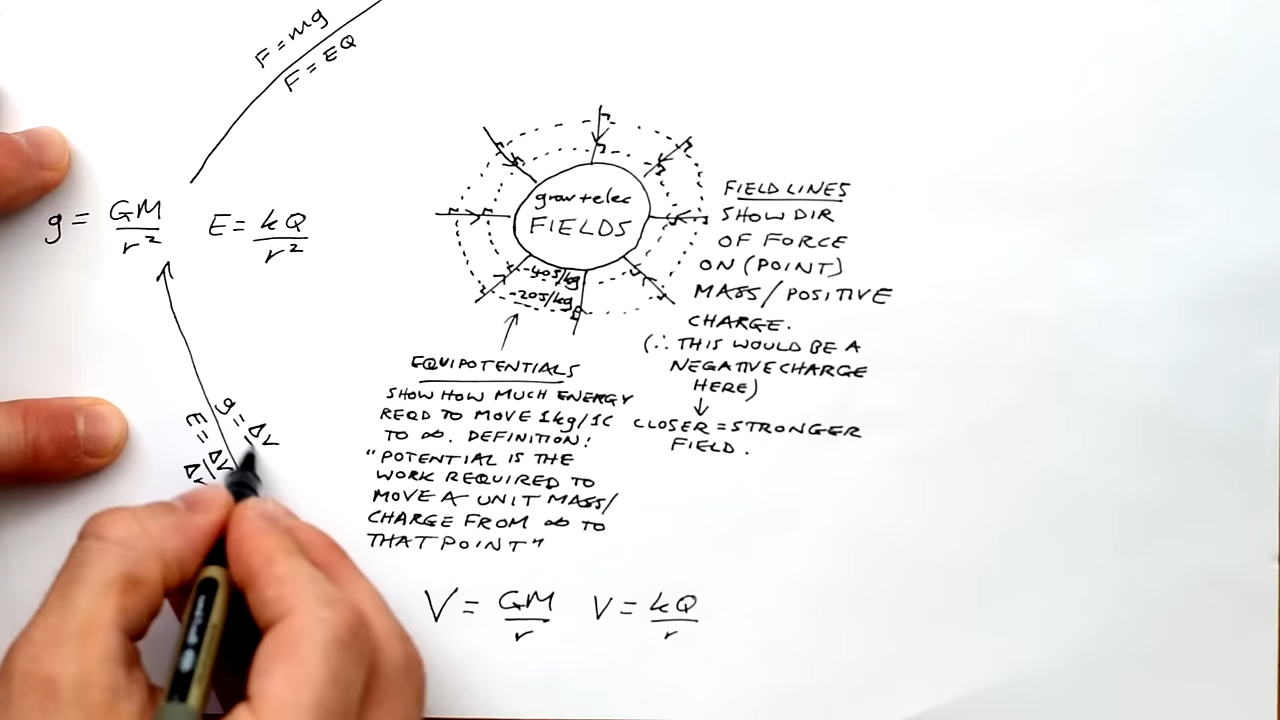 F = mg
F = EQ
g = GM/r²
E = kQ/r²
grav + elec
FIELDS
-40J/kg
-20J/kg
FIELD LINES
SHOW DIR
OF FORCE
ON (POINT)
MASS/POSITIVE
CHARGE.
(∴ THIS WOULD BE A
NEGATIVE CHARGE
HERE)
↓
CLOSER = STRONGER
FIELD.
EQUIPOTENTIALS
SHOW HOW MUCH ENERGY
REQD TO MOVE 1kg/1C
TO ∞. DEFINITION:
"POTENTIAL IS THE
WORK REQUIRED TO
MOVE A UNIT MASS/
CHARGE FROM ∞ TO
THAT POINT"
g = ΔV
E = ΔV/Δr
V = GM/r
V = kQ/r